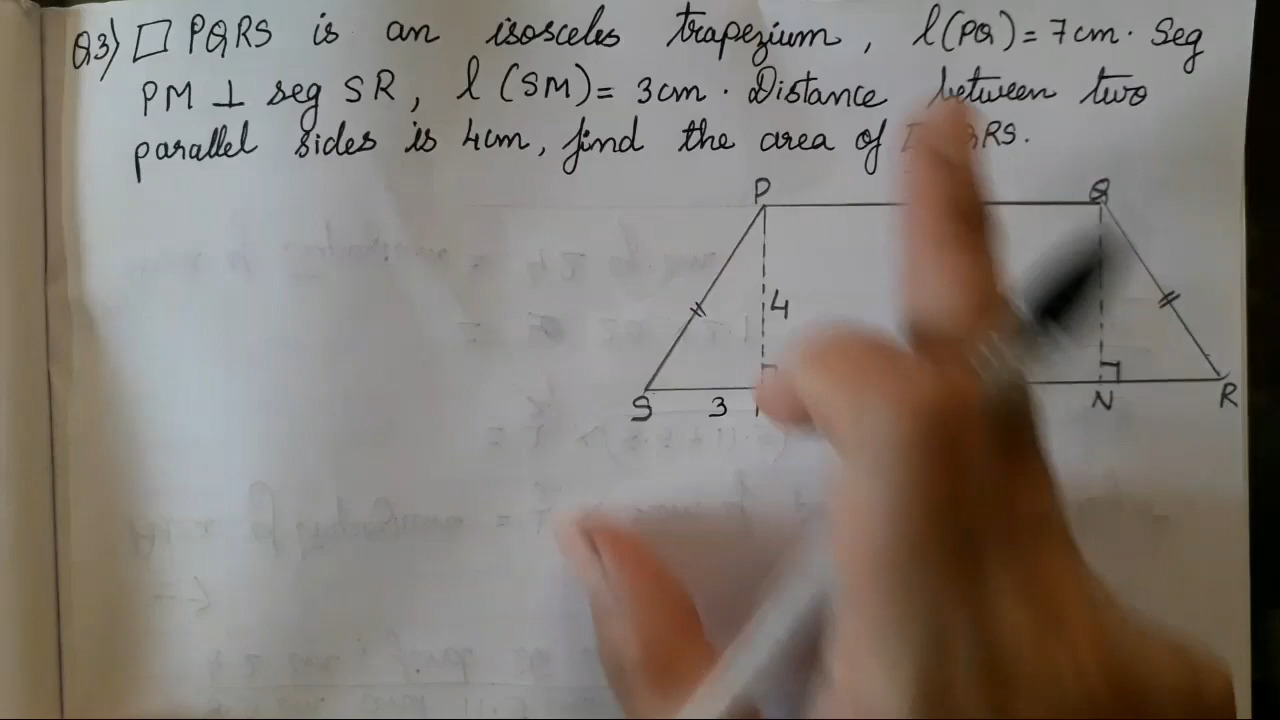 Q3) □ PQRS is an isosceles trapezium, l(PQ) = 7cm. Seg
PM ⊥ seg SR, l (SM) = 3cm. Distance between two
parallel sides is 4cm, find the area of
P Q
4
S 3 N R